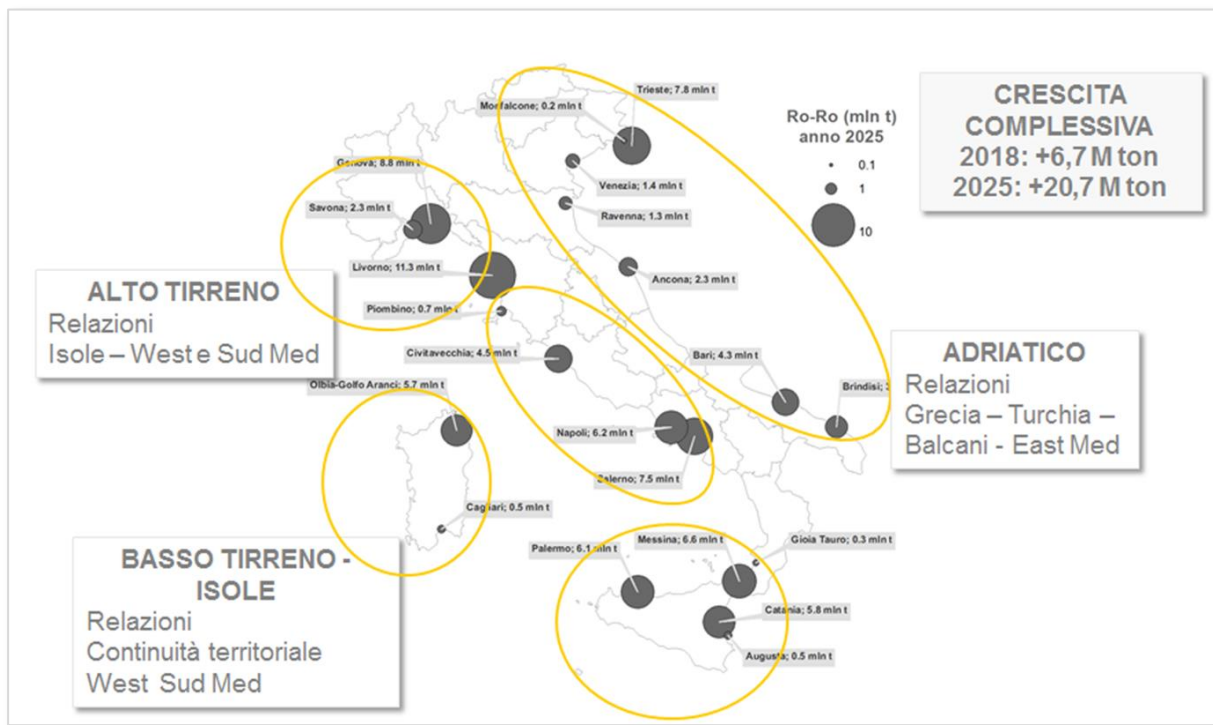 Trieste; 7.8 mln t
Monfalcone; 0.2 mln t
Genova; 8.8 mln t
Venezia; 1.4 mln t
Savona; 2.3 mln t
Ravenna; 1.3 mln t
Livorno; 11.3 mln t
Ancona; 2.3 mln t
Piombino; 0.7 mln t
Civitavecchia; 4.5 mln t
Bari; 4.3 mln t
Olbia-Golfo Aranci; 5.7 mln t
Brindisi; 3
Napoli; 6.2 mln t
Salerno; 7.5 mln t
Cagliari; 0.5 mln t
Messina; 6.6 mln t
Gioia Tauro; 0.3 mln t
Palermo; 6.1 mln t
Catania; 5.8 mln t
Augusta; 0.5 mln t
Ro-Ro (mln t)
anno 2025
0.1
1
10
CRESCITA
COMPLESSIVA
2018: +6,7 M ton
2025: +20,7 M ton
ALTO TIRRENO
Relazioni
Isole – West e Sud Med
ADRIATICO
Relazioni
Grecia – Turchia –
Balcani - East Med
BASSO TIRRENO -
ISOLE
Relazioni
Continuità territoriale
West Sud Med